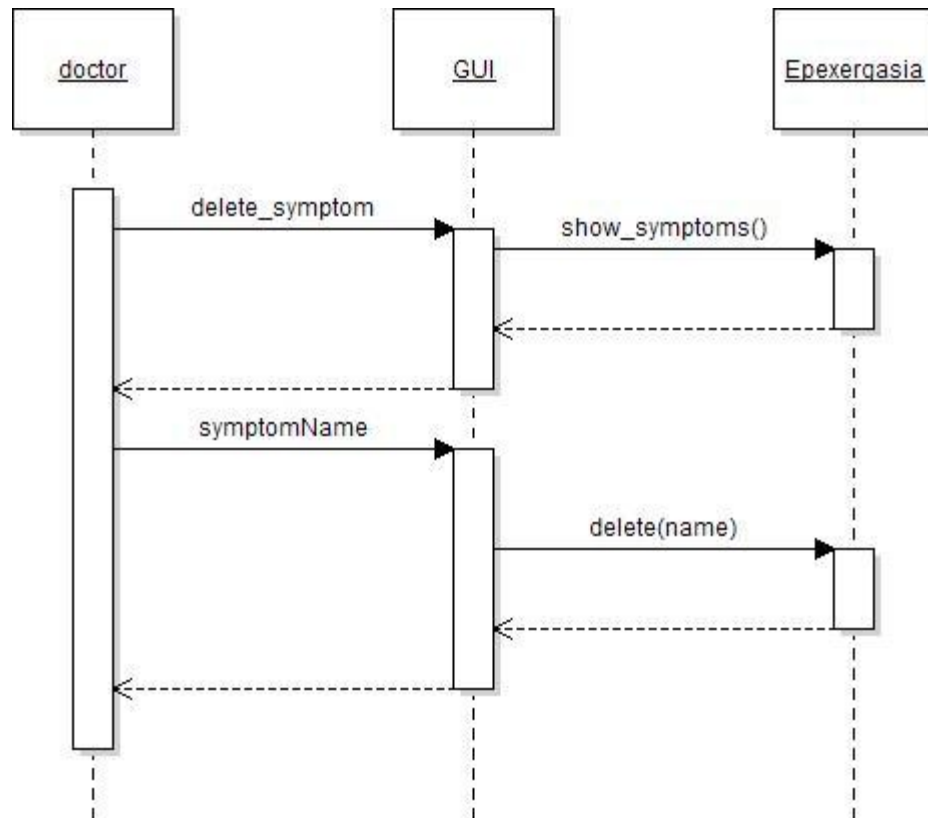 doctor
GUI
Epexergasia
delete_symptom
show_symptoms()
symptomName
delete(name)